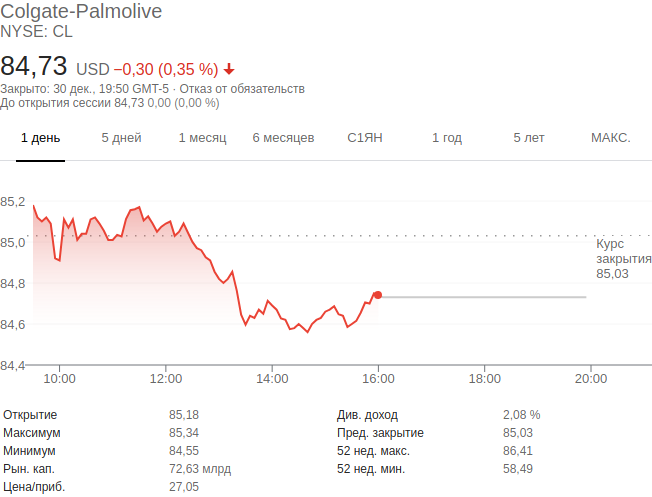 Colgate-Palmolive
NYSE: CL
84,73 USD −0,30 (0,35 %)
Закрыто: 30 дек., 19:50 GMT-5 · Отказ от обязательств
До открытия сессии 84,73 0,00 (0,00 %)
1 день 5 дней 1 месяц 6 месяцев С1ЯН 1 год 5 лет МАКС.
85,2
85,0
84,8
84,6
84,4
Курс
закрытия
85,03
10:00 12:00 14:00 16:00 18:00 20:00
Открытие 85,18 Див. доход 2,08 %
Максимум 85,34 Пред. закрытие 85,03
Минимум 84,55 52 нед. макс. 86,41
Рын. кап. 72,63 млрд 52 нед. мин. 58,49
Цена/приб. 27,05